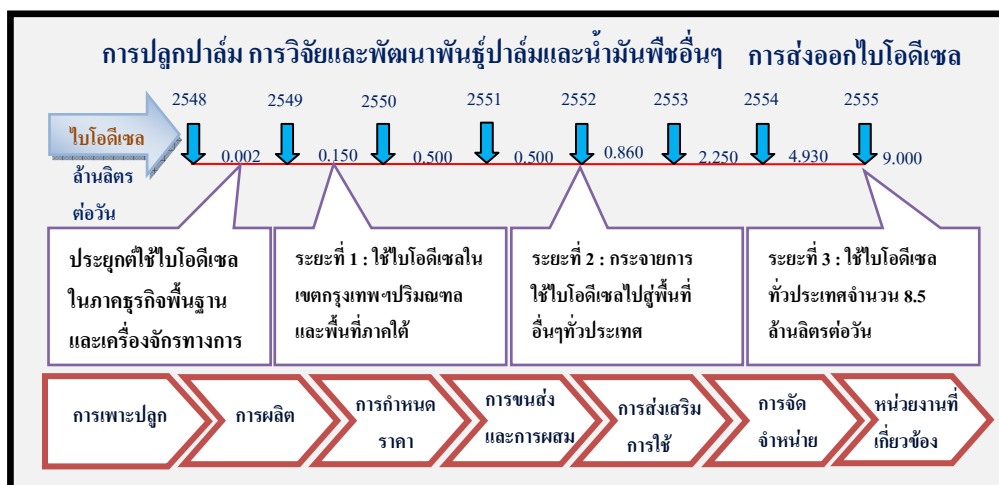 การปลูกปาล์ม การวิจัยและพัฒนาพันธุ์ปาล์มและน้ำมันพืชอื่นๆ การส่งออกไบโอดีเซล
2548 2549 2550 2551 2552 2553 2554 2555
ไบโอดีเซล
0.002 0.150 0.500 0.500 0.860 2.250 4.930 9.000
ล้านลิตร
ต่อวัน
ประยุกต์ใช้ไบโอดีเซล
ในภาคธุรกิจพื้นฐาน
และเครื่องจักรทางการ
ระยะที่ 1 : ใช้ไบโอดีเซลใน
เขตกรุงเทพฯปริมณฑล
และพื้นที่ภาคใต้
ระยะที่ 2 : กระจายการ
ใช้ไบโอดีเซลไปสู่พื้นที่
อื่นๆทั่วประเทศ
ระยะที่ 3 : ใช้ไบโอดีเซล
ทั่วประเทศจำนวน 8.5
ล้านลิตรต่อวัน
การเพาะปลูก
การผลิต
การกำหนด
ราคา
การขนส่ง
และการผสม
การส่งเสริม
การใช้
การจัด
จำหน่าย
หน่วยงานที่
เกี่ยวข้อง